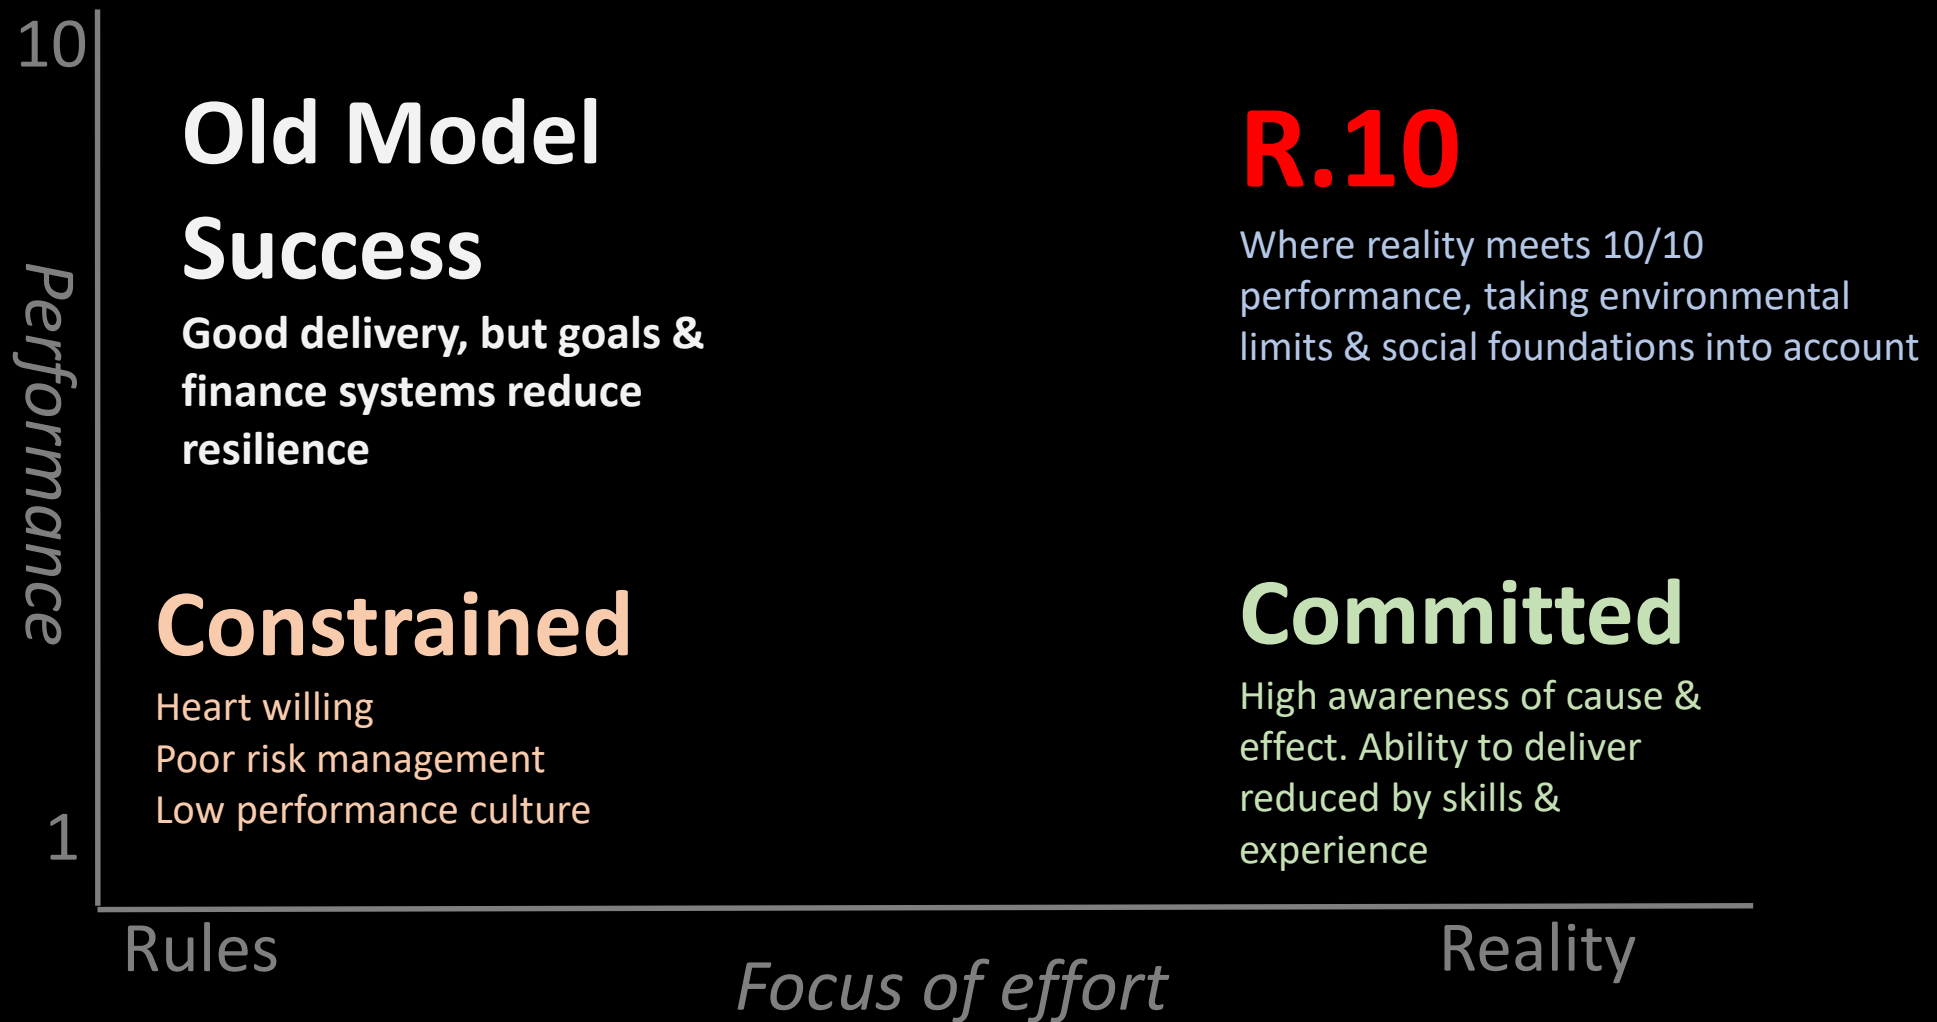 10
Old Model
Success
Good delivery, but goals &
finance systems reduce
resilience
R.10
Where reality meets 10/10
performance, taking environmental
limits & social foundations into account
Performance
Constrained
Heart willing
Poor risk management
Low performance culture
Committed
High awareness of cause &
effect. Ability to deliver
reduced by skills &
experience
1
Rules
Focus of effort
Reality